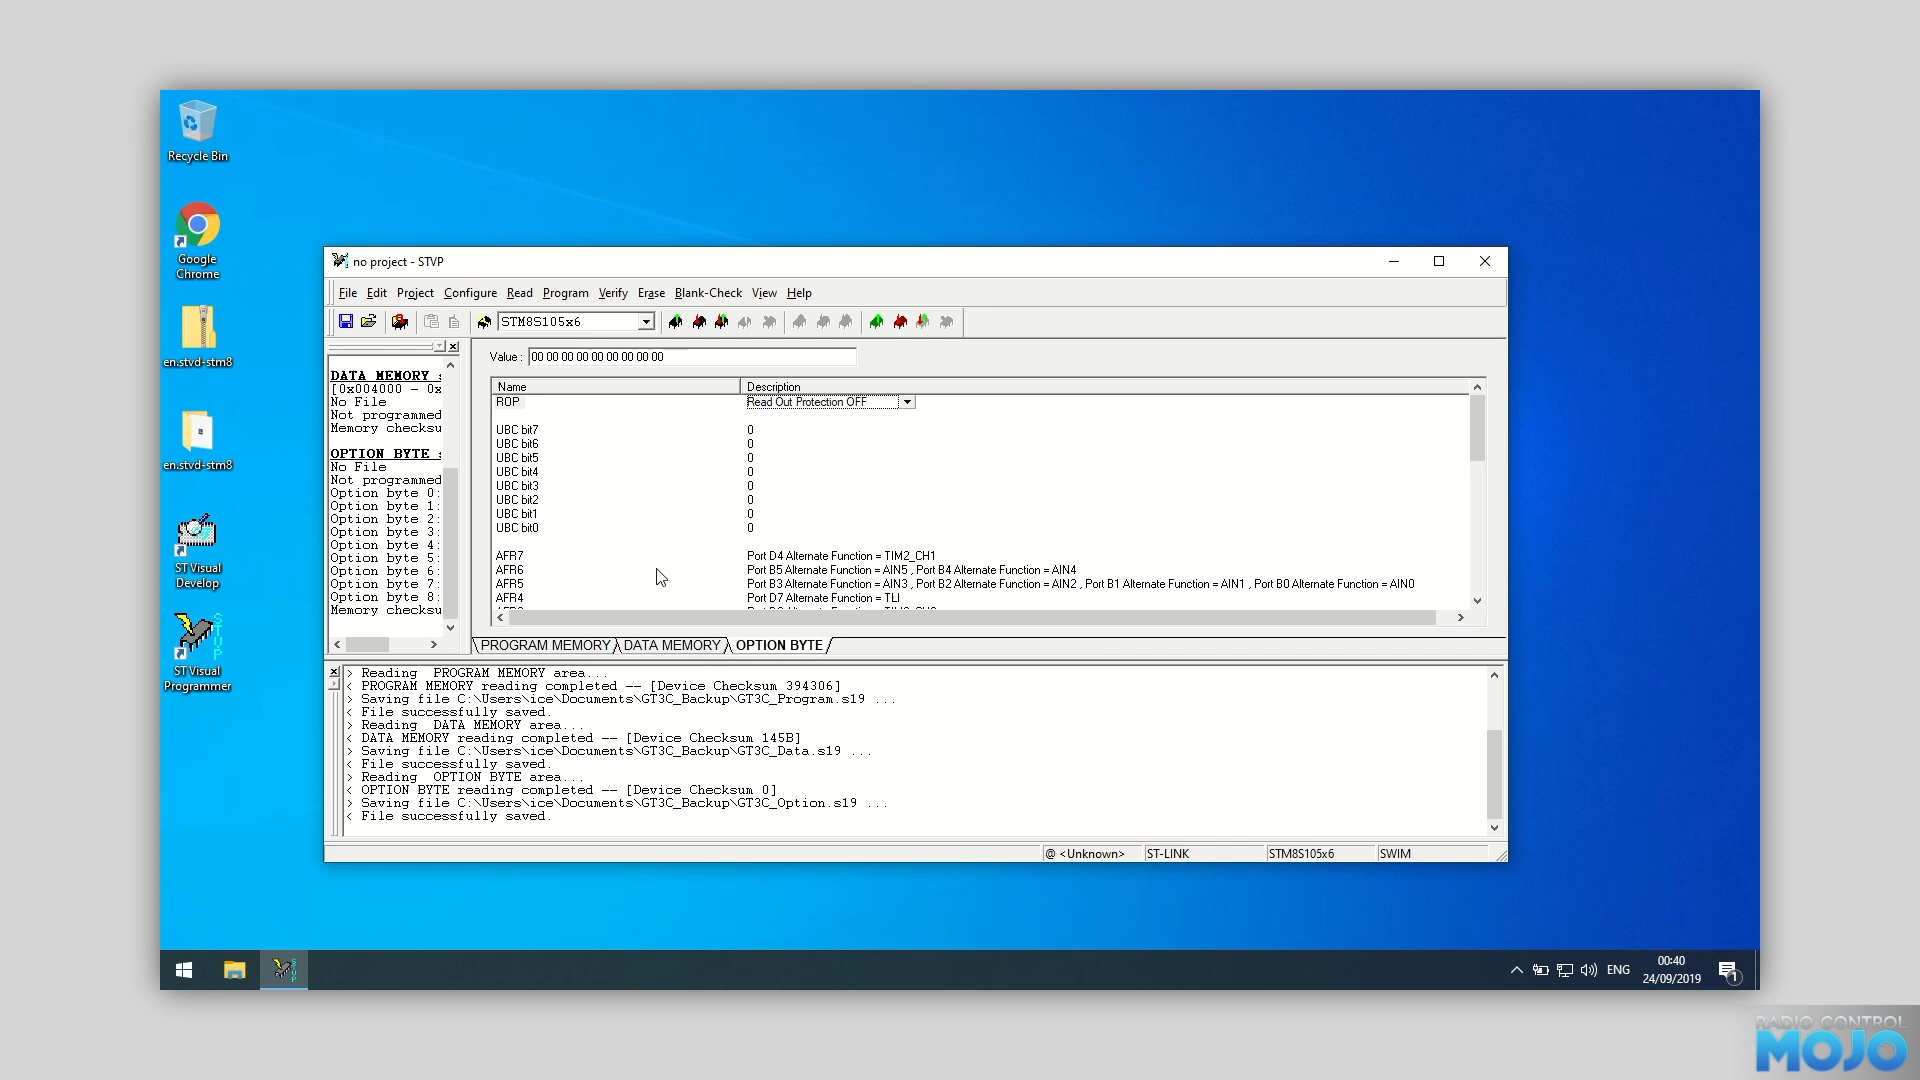 Recycle Bin
Google
Chrome
en.stvd-stm8
en.stvd-stm8
ST Visual
Develop
ST Visual
Programmer
no project - STVP
File Edit Project Configure Read Program Verify Erase Blank-Check View Help
STM8S105x6
DATA MEMORY
[0x004000 - 0x
No File
Not programmed
Memory checksu
OPTION BYTE
No File
Not programmed
Option byte 0:
Option byte 1:
Option byte 2:
Option byte 3:
Option byte 4:
Option byte 5:
Option byte 6:
Option byte 7:
Option byte 8:
Memory checksu
Value : 00 00 00 00 00 00 00 00 00
Name Description
ROP Read Out Protection OFF
UBC bit7 0
UBC bit6 0
UBC bit5 0
UBC bit4 0
UBC bit3 0
UBC bit2 0
UBC bit1 0
UBC bit0 0
AFR7 Port D4 Alternate Function = TIM2_CH1
AFR6 Port B5 Alternate Function = AIN5 , Port B4 Alternate Function = AIN4
AFR5 Port B3 Alternate Function = AIN3 , Port B2 Alternate Function = AIN2 , Port B1 Alternate Function = AIN1 , Port B0 Alternate Function = AIN0
AFR4 Port D7 Alternate Function = TLI
PROGRAM MEMORY DATA MEMORY OPTION BYTE
> Reading PROGRAM MEMORY area...
< PROGRAM MEMORY reading completed -- [Device Checksum 394306]
> Saving file C:\Users\ice\Documents\GT3C_Backup\GT3C_Program.s19 ...
< File successfully saved.
> Reading DATA MEMORY area...
< DATA MEMORY reading completed -- [Device Checksum 145B]
> Saving file C:\Users\ice\Documents\GT3C_Backup\GT3C_Data.s19 ...
< File successfully saved.
> Reading OPTION BYTE area...
< OPTION BYTE reading completed -- [Device Checksum 0]
> Saving file C:\Users\ice\Documents\GT3C_Backup\GT3C_Option.s19 ...
< File successfully saved.
@ <Unknown> ST-LINK STM8S105x6 SWIM
ENG
00:40
24/09/2019
1
RADIO CONTROL
MOJO